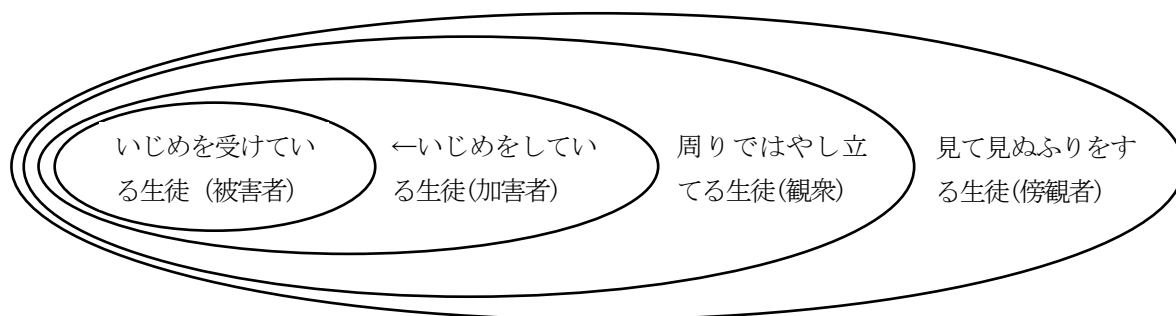 いじめを受けてい
る生徒（被害者）
←いじめをしてい
る生徒(加害者）
周りではやし立
てる生徒(観衆）
見て見ぬふりをす
る生徒(傍観者）